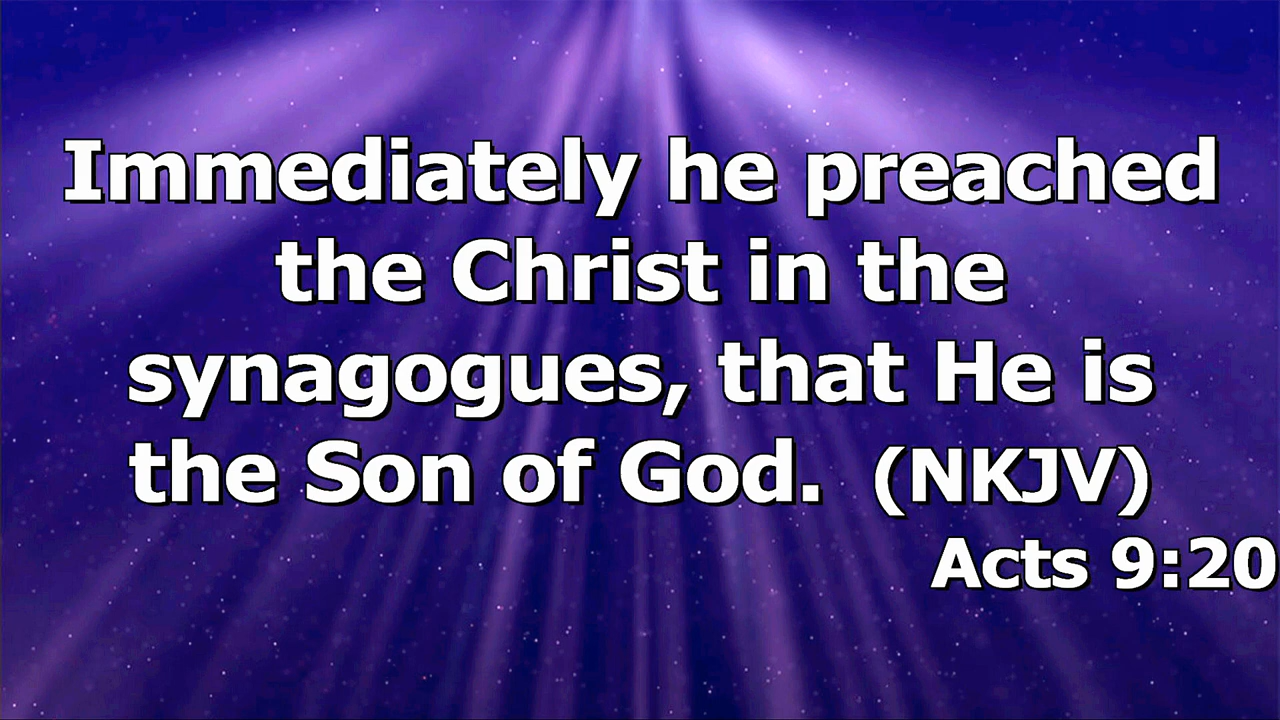 Immediately he preached
the Christ in the
synagogues, that He is
the Son of God.  (NKJV)
Acts 9:20